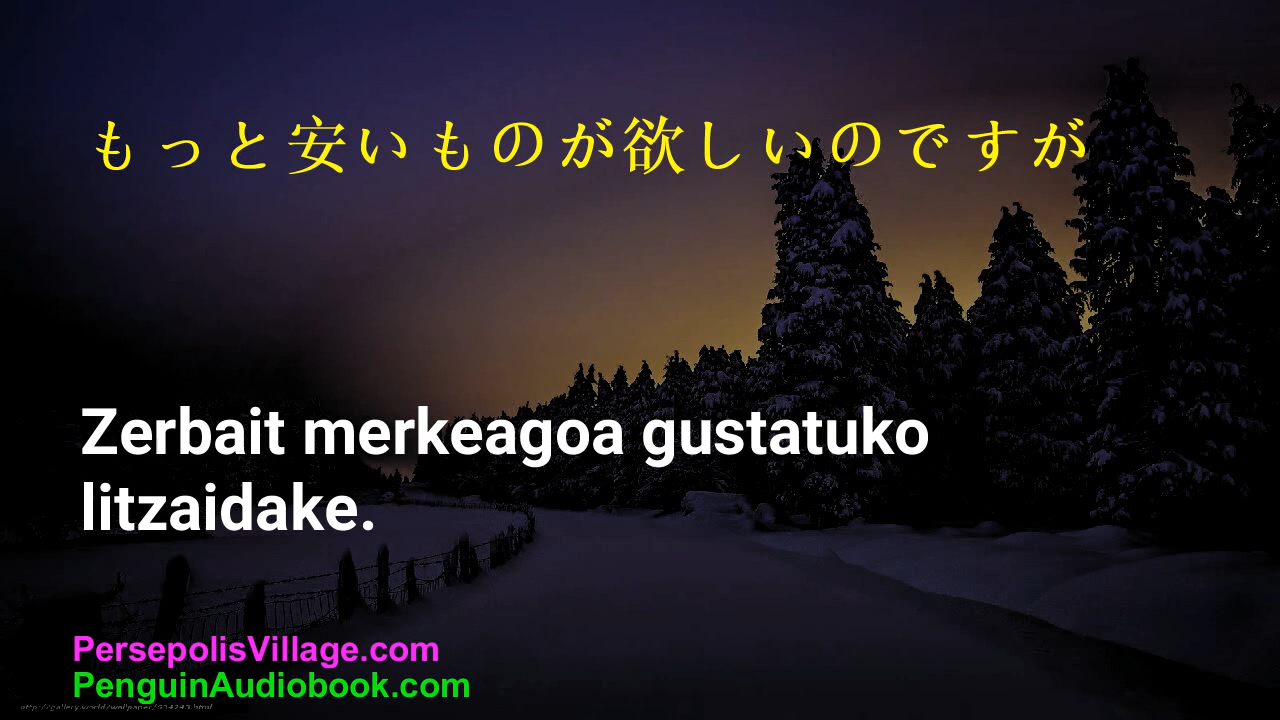 もっと安いものが欲しいのですが
Zerbait merkeagoa gustatuko
litzaidake.
PersepolisVillage.com
PenguinAudiobook.com